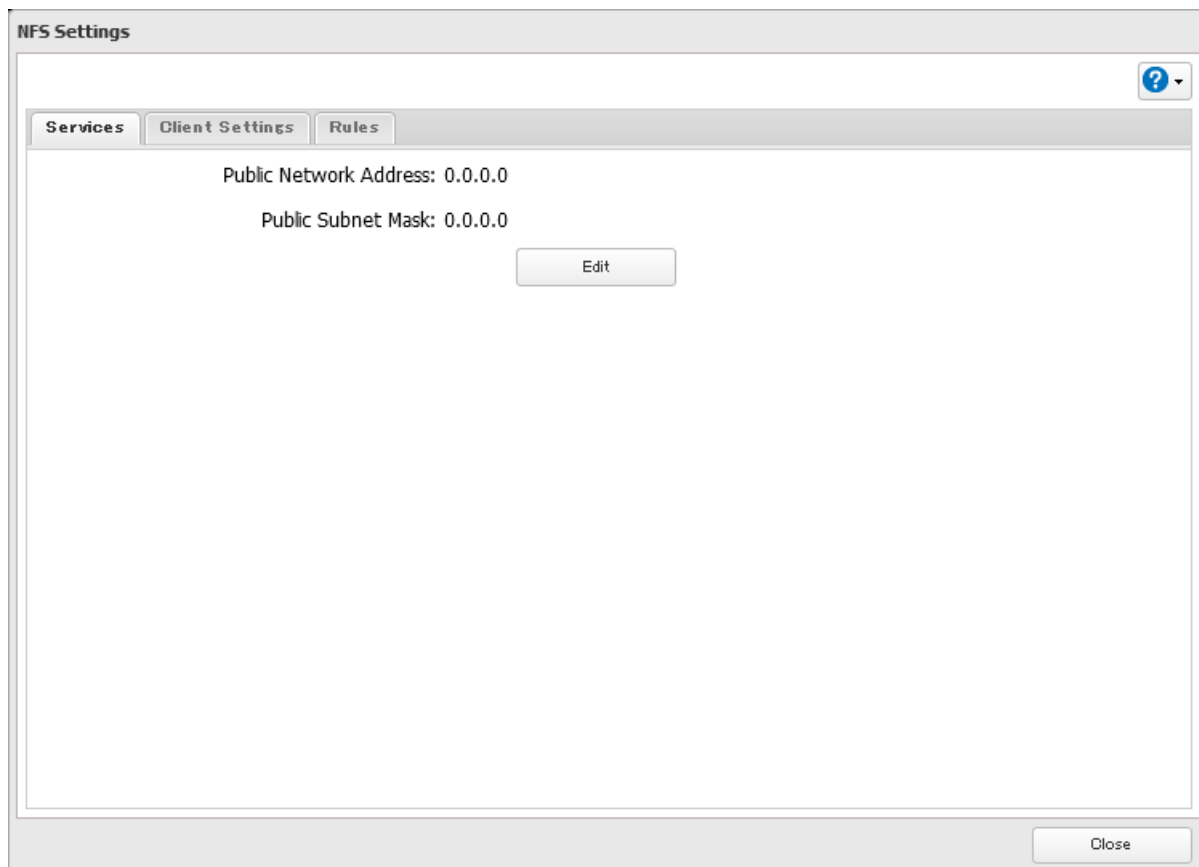 NFS Settings
?
Services Client Settings Rules
Public Network Address: 0.0.0.0
Public Subnet Mask: 0.0.0.0
Edit
Close